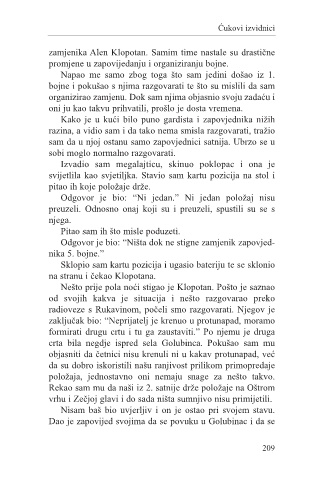 Ćukovi izvidnici
zamjenika Alen Klopotan. Samim time nastale su drastične
promjene u zapovijedanju i organiziranju bojne.
Napao me samo zbog toga što sam jedini došao iz 1.
bojne i pokušao s njima razgovarati te što su mislili da sam
organizirao zamjenu. Dok sam njima objasnio svoju zadaću i
oni ju kao takvu prihvatili, prošlo je dosta vremena.
Kako je u kući bilo puno gardista i zapovjednika nižih
razina, a vidio sam i da tako nema smisla razgovarati, tražio
sam da u njoj ostanu samo zapovjednici satnija. Ubrzo se u
sobi moglo normalno razgovarati.
Izvadio sam megalajticu, skinuo poklopac i ona je
svijetlila kao svjetiljka. Stavio sam kartu pozicija na stol i
pitao ih koje položaje drže.
Odgovor je bio: “Ni jedan.” Ni jedan položaj nisu
preuzeli. Odnosno onaj koji su i preuzeli, spustili su se s
njega.
Pitao sam ih što misle poduzeti.
Odgovor je bio: “Ništa dok ne stigne zamjenik zapovjed-
nika 5. bojne.”
Sklopio sam kartu pozicija i ugasio bateriju te se sklonio
na stranu i čekao Klopotana.
Nešto prije pola noći stigao je Klopotan. Pošto je saznao
od svojih kakva je situacija i nešto razgovarao preko
radioveze s Rukavinom, počeli smo razgovarati. Njegov je
zaključak bio: “Neprijatelj je krenuo u protunapad, moramo
formirati drugu crtu i tu ga zaustaviti.” Po njemu je druga
crta bila negdje ispred sela Golubinca. Pokušao sam mu
objasniti da četnici nisu krenuli ni u kakav protunapad, već
da su dobro iskoristili našu ranjivost prilikom primopredaje
položaja, jednostavno oni nemaju snage za nešto takvo.
Rekao sam mu da naši iz 2. satnije drže položaje na Oštrom
vrhu i Zečjoj glavi i do sada ništa sumnjivo nisu primijetili.
Nisam baš bio uvjerljiv i on je ostao pri svojem stavu.
Dao je zapovijed svojima da se povuku u Golubinac i da se
209